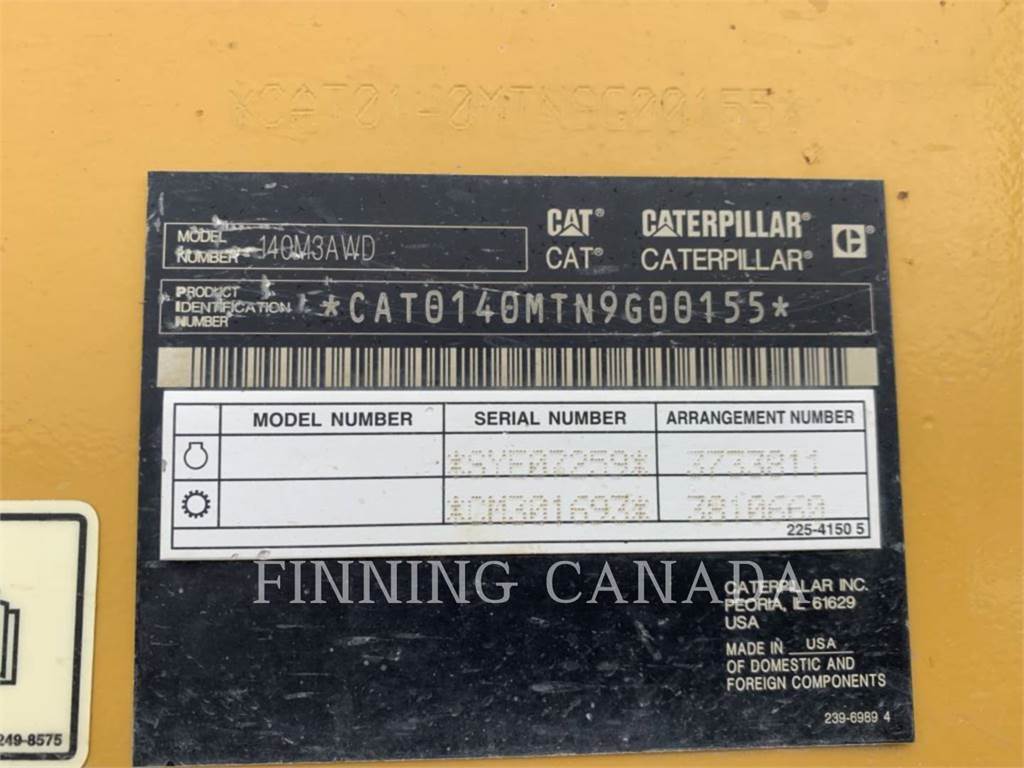 *CAT0140MTN9G00155*
CAT® CATERPILLAR®
MODEL NUMBER 140M3AWD
CAT® CATERPILLAR®
PRODUCT IDENTIFICATION NUMBER *CAT0140MTN9G00155*
MODEL NUMBER SERIAL NUMBER ARRANGEMENT NUMBER
3733811
3810660
225-4150 5
FINNING CANADA
CATERPILLAR INC.
PEORIA, IL 61629
USA
MADE IN USA
OF DOMESTIC AND
FOREIGN COMPONENTS
239-6989 4
249-8575